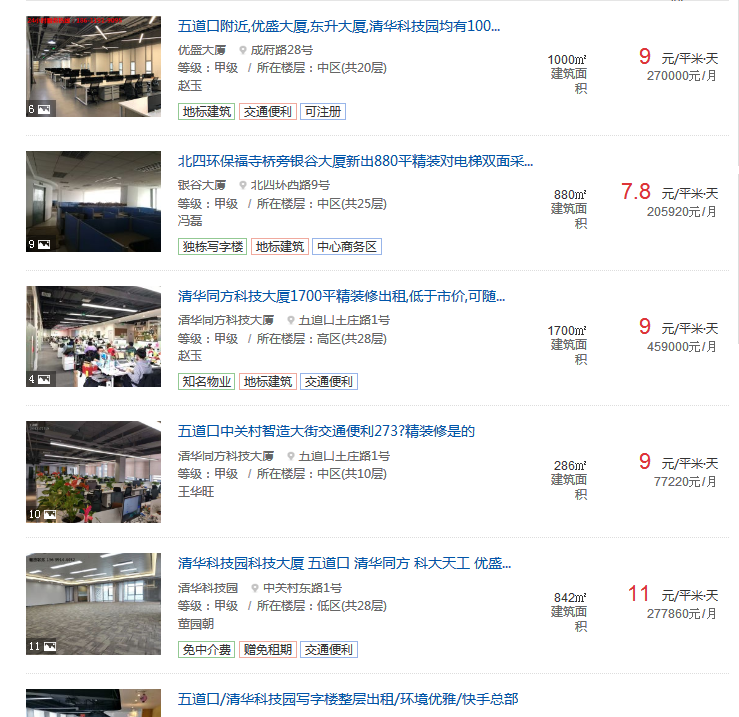 五道口附近,优盛大厦,东升大厦,清华科技园均有100...
优盛大厦 成府路28号
等级：甲级 / 所在楼层：中区(共20层)
赵玉
地标建筑 交通便利 可注册
1000㎡
建筑面
积
9 元/平米·天
270000元/月
6
北四环保福寺桥旁银谷大厦新出880平精装对电梯双面采...
银谷大厦 北四环西路9号
等级：甲级 / 所在楼层：中区(共25层)
冯磊
独栋写字楼 地标建筑 中心商务区
880㎡
建筑面
积
7.8 元/平米·天
205920元/月
9
清华同方科技大厦1700平精装修出租,低于市价,可随...
清华同方科技大厦 五道口王庄路1号
等级：甲级 / 所在楼层：高区(共28层)
赵玉
知名物业 地标建筑 交通便利
1700㎡
建筑面
积
9 元/平米·天
459000元/月
4
五道口中关村智造大街交通便利273?精装修是的
清华同方科技大厦 五道口王庄路1号
等级：甲级 / 所在楼层：中区(共10层)
王华旺
286㎡
建筑面
积
9 元/平米·天
77220元/月
10
清华科技园科技大厦 五道口 清华同方 科大天工 优盛...
清华科技园 中关村东路1号
等级：甲级 / 所在楼层：低区(共28层)
董园朝
免中介费 赠免租期 交通便利
842㎡
建筑面
积
11 元/平米·天
277860元/月
11
五道口/清华科技园写字楼整层出租/环境优雅/快手总部